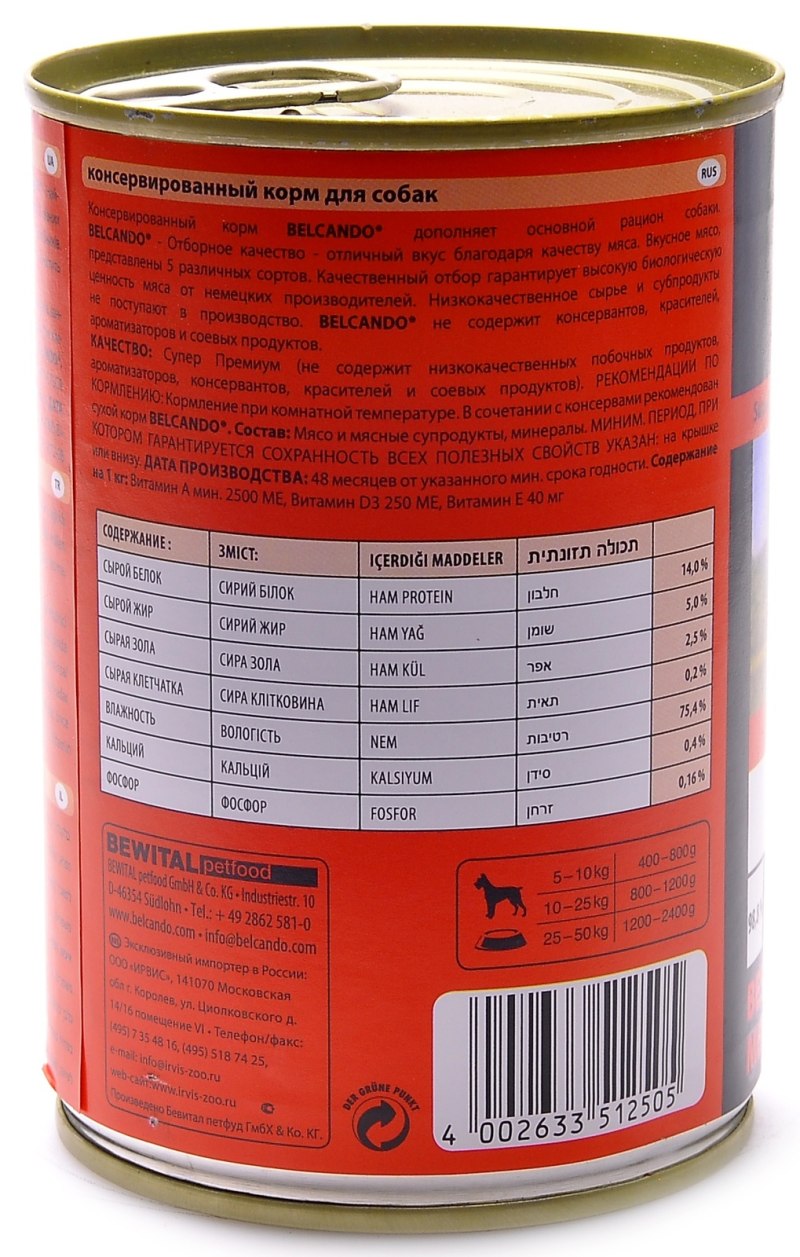 UA
RUS
консервированный корм для собак
Консервированный корм BELCANDO® дополняет основной рацион собаки.
BELCANDO® - Отборное качество - отличный вкус благодаря качеству мяса. Вкусное мясо,
представлены 5 различных сортов. Качественный отбор гарантирует высокую биологическую
ценность мяса от немецких производителей. Низкокачественное сырье и субпродукты
не поступают в производство. BELCANDO® не содержит консервантов, красителей,
ароматизаторов и соевых продуктов.
КАЧЕСТВО: Супер Премиум (не содержит низкокачественных побочных продуктов,
ароматизаторов, консервантов, красителей и соевых продуктов). РЕКОМЕНДАЦИИ ПО
КОРМЛЕНИЮ: Кормление при комнатной температуре. В сочетании с консервами рекомендован
сухой корм BELCANDO®. Состав: Мясо и мясные супродукты, минералы. МИНИМ. ПЕРИОД, ПРИ
КОТОРОМ ГАРАНТИРУЕТСЯ СОХРАННОСТЬ ВСЕХ ПОЛЕЗНЫХ СВОЙСТВ УКАЗАН: на крышке
или внизу. ДАТА ПРОИЗВОДСТВА: 48 месяцев от указанного мин. срока годности. Содержание
на 1 кг: Витамин А мин. 2500 МЕ, Витамин D3 250 МЕ, Витамин Е 40 мг
TR
IL
СОДЕРЖАНИЕ : ЗМІСТ: IÇERDIĞI MADDELER תכולה תזונתית
СЫРОЙ БЕЛОК СИРИЙ БІЛОК HAM PROTEIN חלבון 14,0 %
СЫРОЙ ЖИР СИРИЙ ЖИР HAM YAĞ שומן 5,0 %
СЫРАЯ ЗОЛА СИРА ЗОЛА HAM KÜL אפר 2,5 %
СЫРАЯ КЛЕТЧАТКА СИРА КЛІТКОВИНА HAM LIF תאית 0,2 %
ВЛАЖНОСТЬ ВОЛОГІСТЬ NEM רטיבות 75,4 %
КАЛЬЦИЙ КАЛЬЦІЙ KALSIYUM סידן 0,4 %
ФОСФОР ФОСФОР FOSFOR זרחן 0,16 %
BEWITAL petfood
BEWITAL petfood GmbH & Co. KG • Industriestr. 10
D-46354 Südlohn • Tel.: + 49 2862 581-0
www.belcando.com • info@belcando.com
RUS Эксклюзивный импортер в России:
ООО «ИРВИС», 141070 Московская
обл г. Королев, ул. Циолковского д.
14/16 помещение VI • Телефон/факс:
(495) 7 35 48 16, (495) 518 74 25,
e-mail: info@irvis-zoo.ru
web-сайт:www.irvis-zoo.ru
Произведено Бевитал петфуд ГмбХ & Ко. КГ.
5–10 kg 400–800g
10–25kg 800–1200g
25–50kg 1200–2400g
DER GRÜNE PUNKT
4 002633 512505